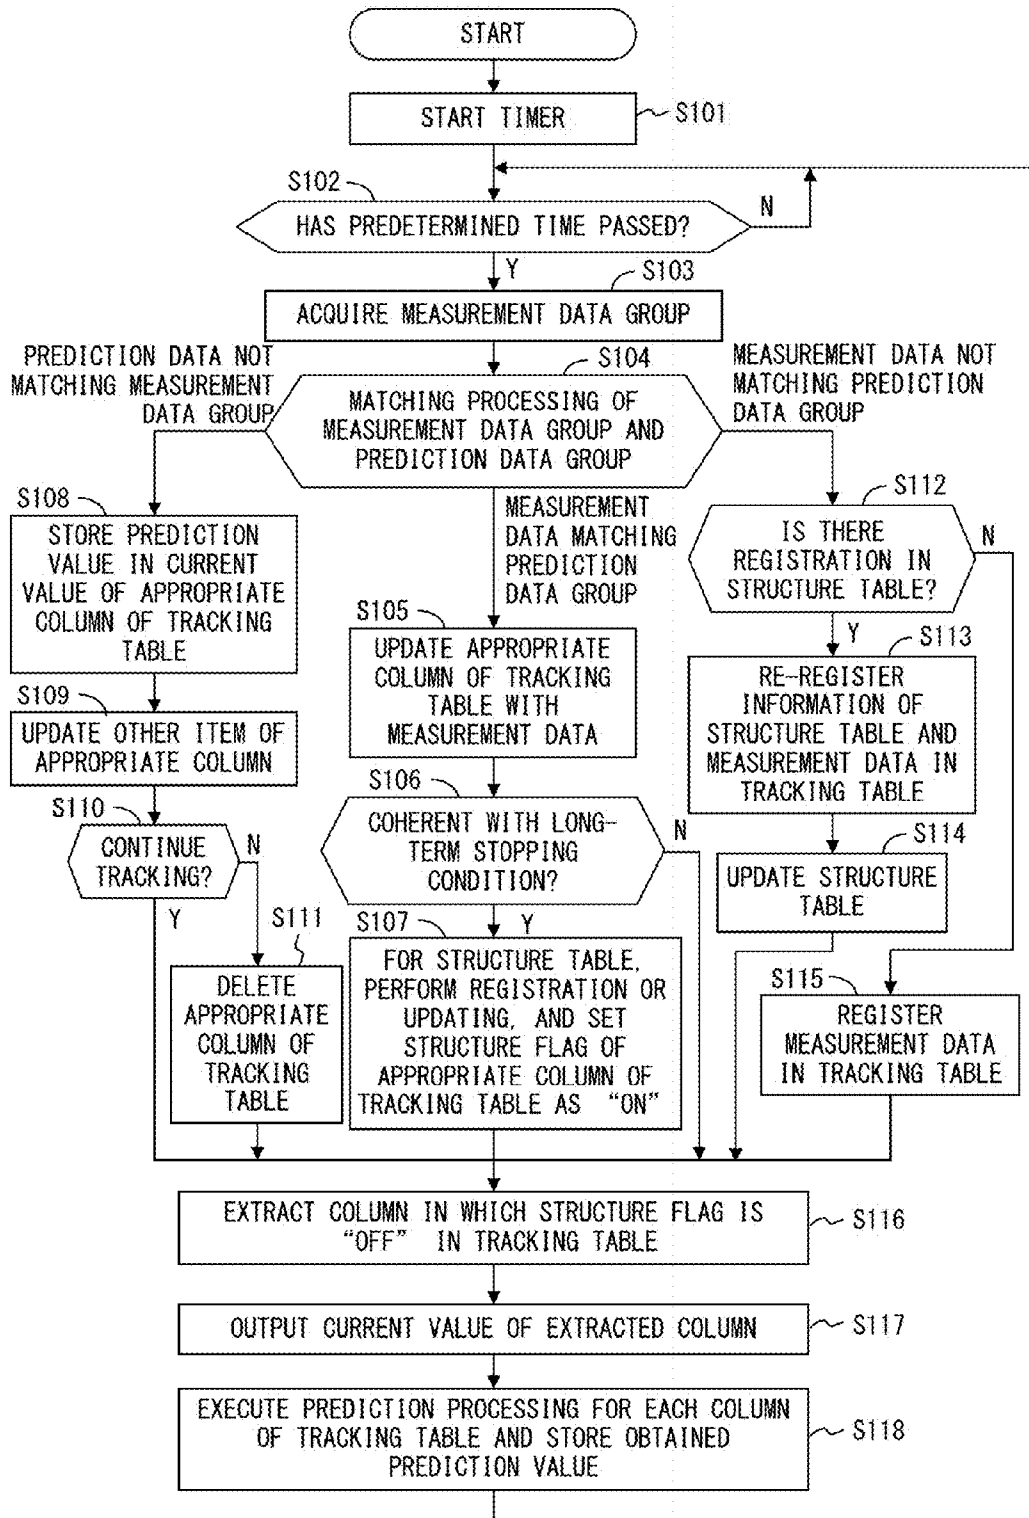 START
START TIMER
S101
S102
HAS PREDETERMINED TIME PASSED?
N
Y
S103
ACQUIRE MEASUREMENT DATA GROUP
S104
PREDICTION DATA NOT
MATCHING MEASUREMENT
DATA GROUP
MATCHING PROCESSING OF
MEASUREMENT DATA GROUP AND
PREDICTION DATA GROUP
MEASUREMENT DATA NOT
MATCHING PREDICTION
DATA GROUP
S108
STORE PREDICTION
VALUE IN CURRENT
VALUE OF APPROPRIATE
COLUMN OF TRACKING
TABLE
S109
UPDATE OTHER ITEM OF
APPROPRIATE COLUMN
S110
CONTINUE
TRACKING?
N
Y
S111
DELETE
APPROPRIATE
COLUMN OF
TRACKING
TABLE
MEASUREMENT
DATA MATCHING
PREDICTION
DATA GROUP
S105
UPDATE APPROPRIATE
COLUMN OF TRACKING
TABLE WITH
MEASUREMENT DATA
S106
COHERENT WITH LONG-
TERM STOPPING
CONDITION?
N
Y
S107
FOR STRUCTURE TABLE,
PERFORM REGISTRATION OR
UPDATING, AND SET
STRUCTURE FLAG OF
APPROPRIATE COLUMN OF
TRACKING TABLE AS “ON”
S112
IS THERE
REGISTRATION IN
STRUCTURE TABLE?
N
Y
S113
RE-REGISTER
INFORMATION OF
STRUCTURE TABLE AND
MEASUREMENT DATA IN
TRACKING TABLE
S114
UPDATE STRUCTURE
TABLE
S115
REGISTER
MEASUREMENT DATA
IN TRACKING TABLE
EXTRACT COLUMN IN WHICH STRUCTURE FLAG IS
“OFF” IN TRACKING TABLE
S116
OUTPUT CURRENT VALUE OF EXTRACTED COLUMN
S117
EXECUTE PREDICTION PROCESSING FOR EACH COLUMN
OF TRACKING TABLE AND STORE OBTAINED
PREDICTION VALUE
S118